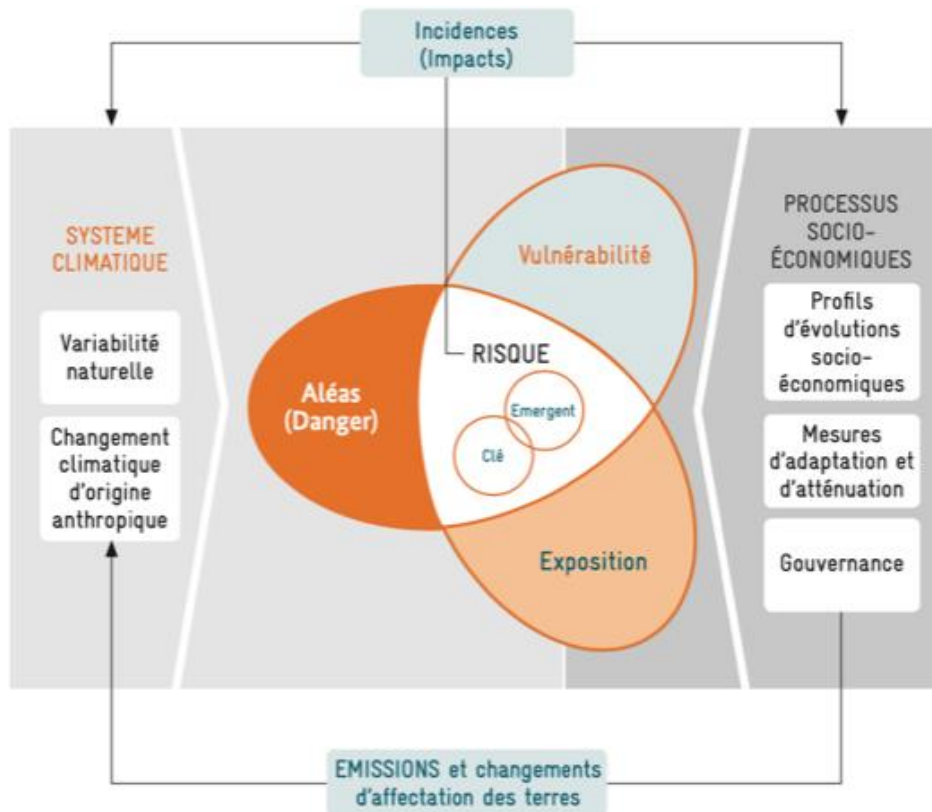 Incidences
(Impacts)
SYSTEME
CLIMATIQUE
Variabilité
naturelle
Changement
climatique
d'origine
anthropique
Aléas
(Danger)
Vulnérabilité
RISQUE
Emergent
Clé
Exposition
PROCESSUS
SOCIO-
ÉCONOMIQUES
Profils
d'évolutions
socio-
économiques
Mesures
d'adaptation et
d'atténuation
Gouvernance
EMISSIONS et changements
d'affectation des terres